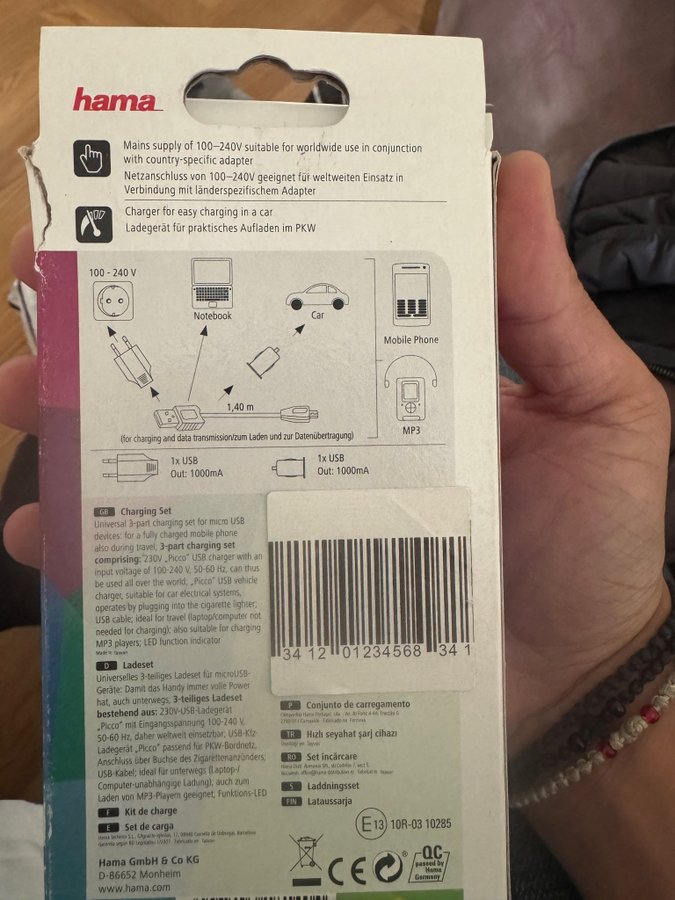 hama
Mains supply of 100–240V suitable for worldwide use in conjunction
with country-specific adapter
Netzanschluss von 100–240V geeignet für weltweiten Einsatz in
Verbindung mit länderspezifischem Adapter
Charger for easy charging in a car
Ladegerät für praktisches Aufladen im PKW
100 - 240 V
Notebook
Car
Mobile Phone
1,40 m
MP3
(for charging and data transmission/zum Laden und zur Datenübertragung)
1x USB
Out: 1000mA
1x USB
Out: 1000mA
GB Charging Set
Universal 3-part charging set for micro USB
devices: for a fully charged mobile phone
also during travel, 3-part charging set
comprising: 230V „Picco" USB charger with an
input voltage of 100-240 V, 50-60 Hz, can thus
be used all over the world; „Picco" USB vehicle
charger, suitable for car electrical systems,
operates by plugging into the cigarette lighter;
USB cable; ideal for travel (laptop/computer not
needed for charging); also suitable for charging
MP3 players; LED function indicator
Made in Taiwan
D Ladeset
Universelles 3-teiliges Ladeset für microUSB-
Geräte: Damit das Handy immer volle Power
hat, auch unterwegs, 3-teiliges Ladeset
bestehend aus: 230V-USB-Ladegerät
„Picco" mit Eingangsspannung 100-240 V,
50-60 Hz, daher weltweit einsetzbar; USB-Kfz-
Ladegerät „Picco" passend für PKW-Bordnetz,
Anschluss über Buchse des Zigarettenanzünders;
USB-Kabel; ideal für unterwegs (Laptop-/
Computer-unabhängige Ladung); auch zum
Laden von MP3-Playern geeignet; Funktions-LED
F Kit de charge
E Set de carga
Hama GmbH & Co KG
D-86652 Monheim
www.hama.com
34 12 01234568 34 1
P Conjunto de carregamento
TR Hızlı seyahat şarj cihazı
RO Set încărcare
S Laddningsset
FIN Lataussarja
E13 10R-03 10285
CE
QC
passed by
Hama
Germany